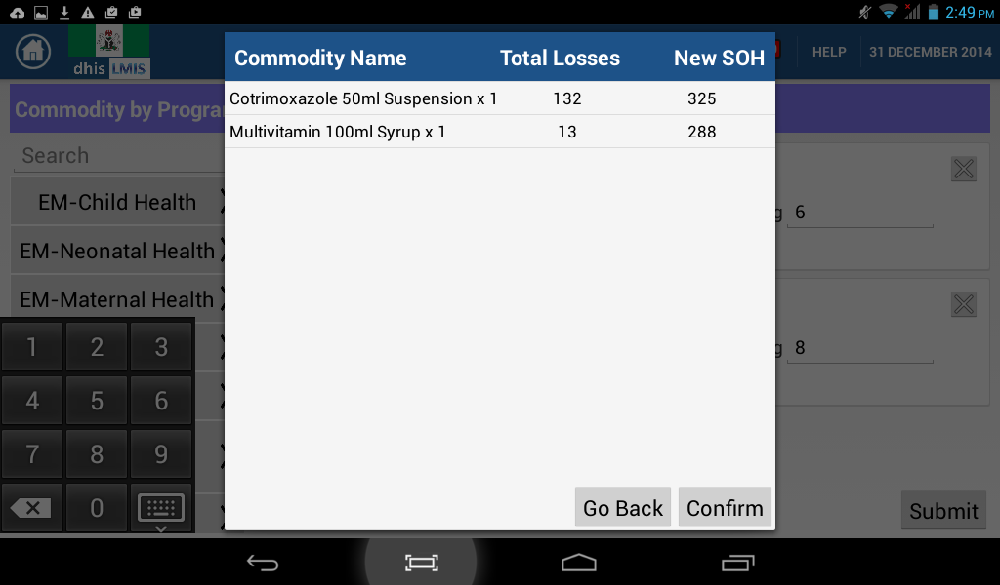 2:49 PM
dhis LMIS
HELP
31 DECEMBER 2014
Commodity by Progra
Search
EM-Child Health
EM-Neonatal Health
EM-Maternal Health
Commodity Name Total Losses New SOH
Cotrimoxazole 50ml Suspension x 1 132 325
Multivitamin 100ml Syrup x 1 13 288
g 6
g 8
1 2 3
4 5 6
7 8 9
0
Go Back Confirm
Submit